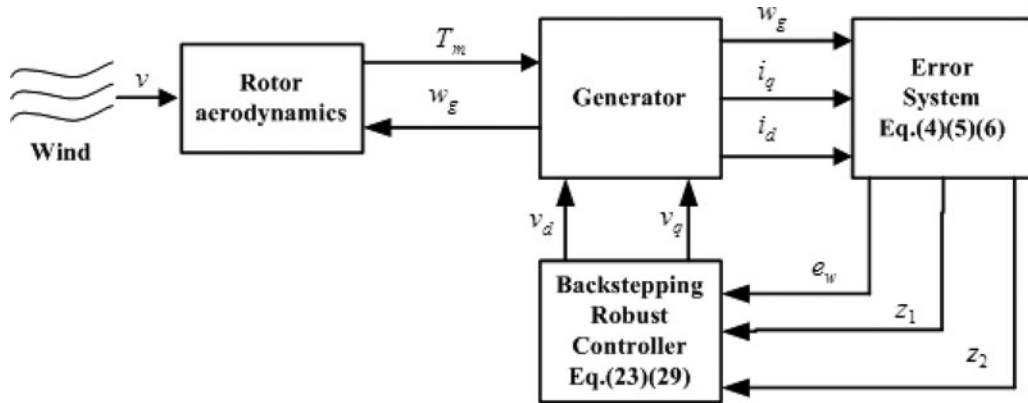 v
Wind
Rotor
aerodynamics
T_m
w_g
Generator
w_g
i_q
i_d
Error
System
Eq.(4)(5)(6)
v_d
v_q
Backstepping
Robust
Controller
Eq.(23)(29)
e_w
z_1
z_2